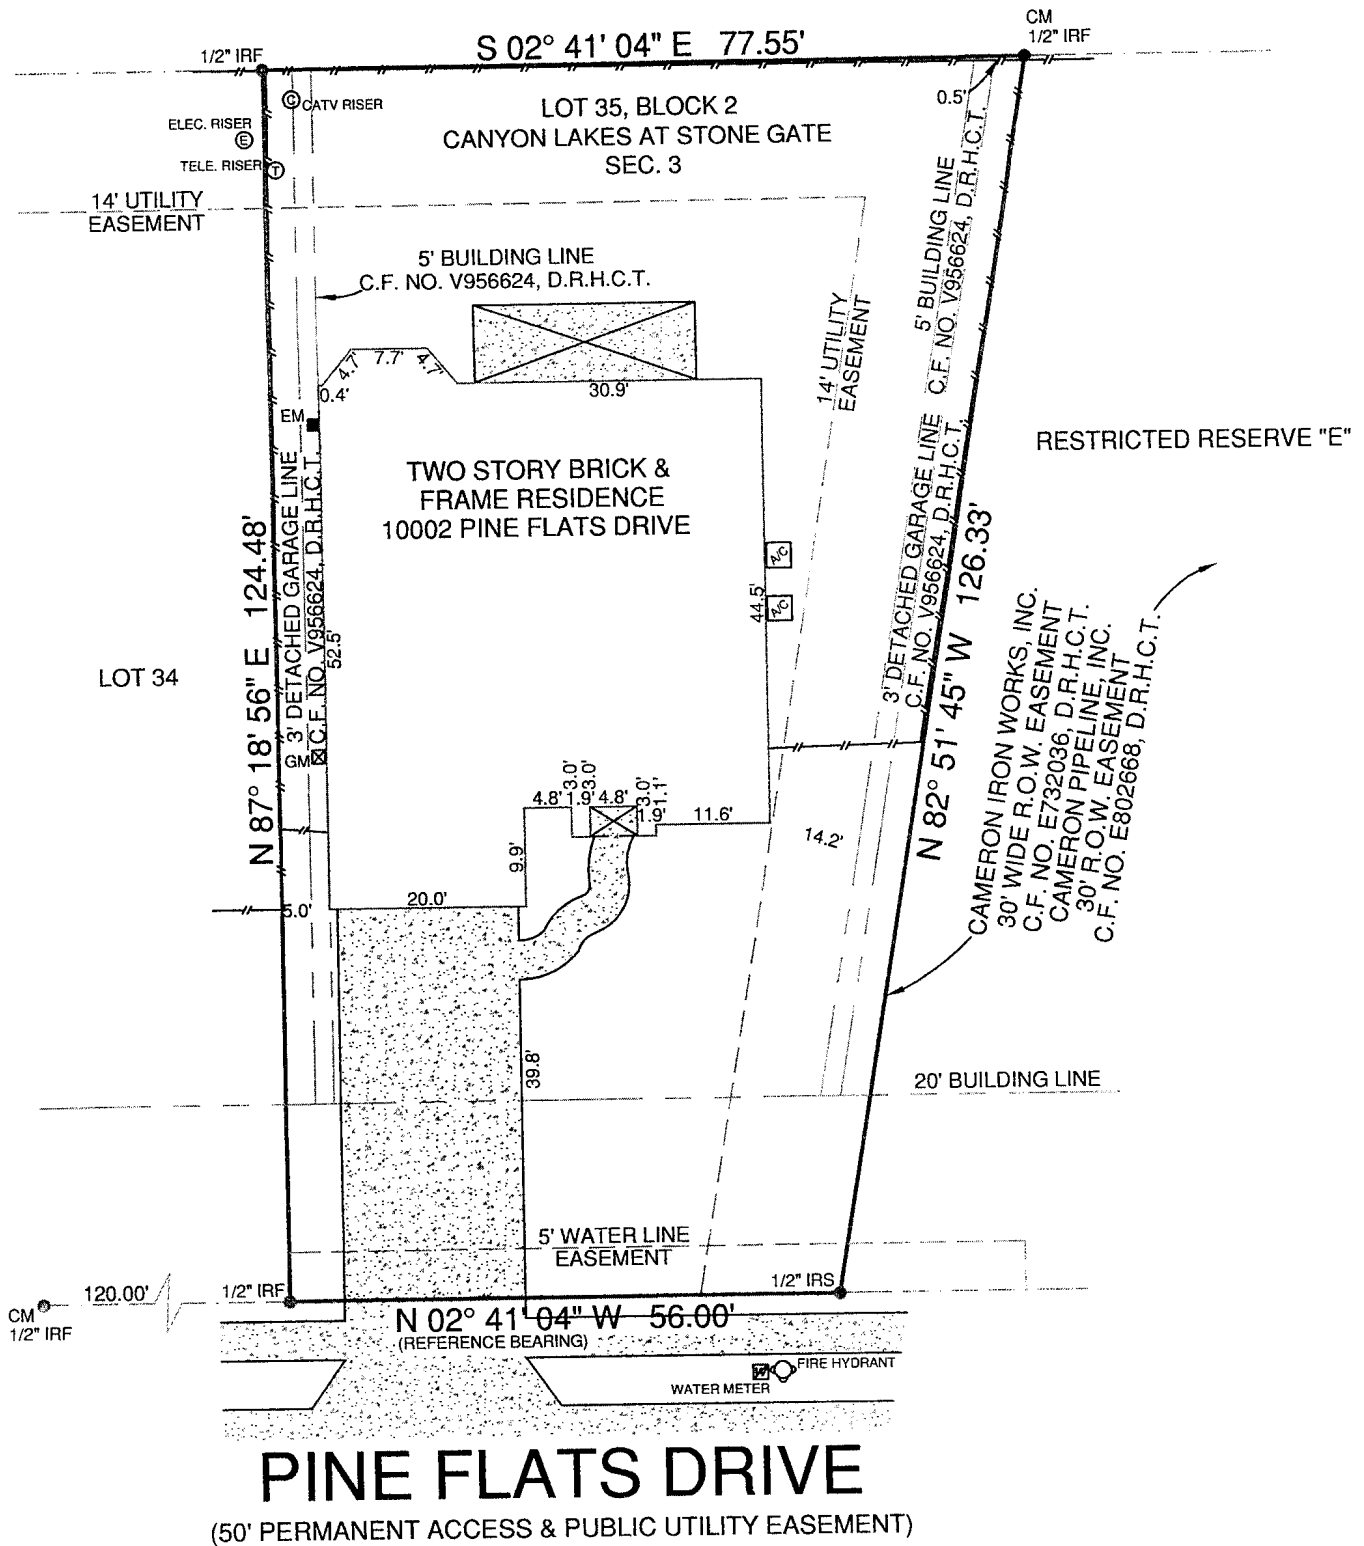 CM
1/2" IRF
1/2" IRF
S 02° 41' 04" E 77.55'
C CATV RISER
ELEC. RISER
E
TELE. RISER T
LOT 35, BLOCK 2
CANYON LAKES AT STONE GATE
SEC. 3
0.5'
14' UTILITY
EASEMENT
5' BUILDING LINE
C.F. NO. V956624, D.R.H.C.T.
5' BUILDING LINE
C.F. NO. V956624, D.R.H.C.T.
14' UTILITY
EASEMENT
4.7'
7.7'
4.7'
0.4'
30.9'
EM
TWO STORY BRICK &
FRAME RESIDENCE
10002 PINE FLATS DRIVE
RESTRICTED RESERVE "E"
3' DETACHED GARAGE LINE
C.F. NO. V956624, D.R.H.C.T.
3' DETACHED GARAGE LINE
C.F. NO. V956624, D.R.H.C.T.
A/C
A/C
44.5'
52.5'
N 87° 18' 56" E 124.48'
N 82° 51' 45" W 126.33'
LOT 34
GM
CAMERON IRON WORKS, INC.
30' WIDE R.O.W. EASEMENT
C.F. NO. E732036, D.R.H.C.T.
CAMERON PIPELINE, INC.
30' R.O.W. EASEMENT
C.F. NO. E802668, D.R.H.C.T.
4.8'
3.0'
1.9'
3.0'
4.8'
3.0'
1.9'
1.1'
11.6'
14.2'
9.9'
20.0'
5.0'
39.8'
20' BUILDING LINE
5' WATER LINE
EASEMENT
120.00'
CM
1/2" IRF
1/2" IRF
1/2" IRS
N 02° 41' 04" W 56.00'
(REFERENCE BEARING)
W
FIRE HYDRANT
WATER METER
PINE FLATS DRIVE
(50' PERMANENT ACCESS & PUBLIC UTILITY EASEMENT)